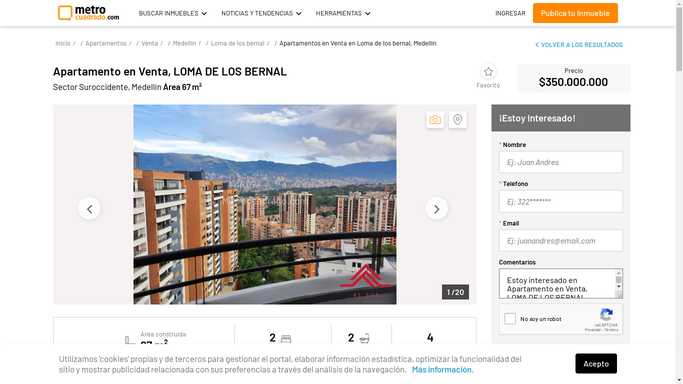 metro
cuadrado.com
BUSCAR INMUEBLES
NOTICIAS Y TENDENCIAS
HERRAMIENTAS
INGRESAR
Publica tu inmueble
Inicio / / Apartamentos / / Venta / / Medellín / / Loma de los bernal / / Apartamentos en Venta en Loma de los bernal, Medellín
VOLVER A LOS RESULTADOS
Apartamento en Venta, LOMA DE LOS BERNAL
Sector Suroccidente, Medellín Área 67 m²
Favorito
Precio
$350.000.000
¡Estoy Interesado!
* Nombre
Ej: Juan Andres
* Telefono
Ej: 322*******
* Email
Ej: juanandres@email.com
Comentarios
Estoy interesado en
Apartamento en Venta,
LOMA DE LOS BERNAL
No soy un robot
reCAPTCHA
Privacidad - Términos
1 / 20
Área construida
67 m²
2
2
4
Utilizamos 'cookies' propias y de terceros para gestionar el portal, elaborar información estadística, optimizar la funcionalidad del
sitio y mostrar publicidad relacionada con sus preferencias a través del análisis de la navegación. Más información.
Acepto